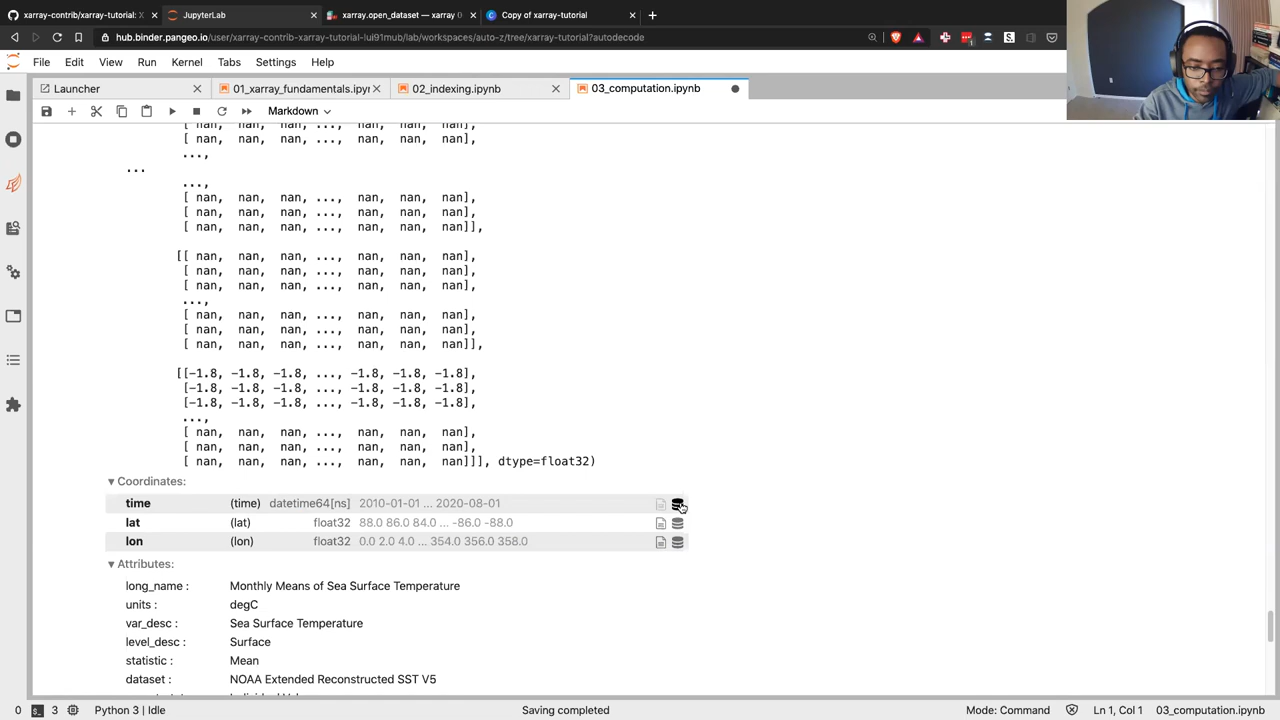 xarray-contrib/xarray-tutorial: X
JupyterLab
xarray.open_dataset — xarray 0
Copy of xarray-tutorial
hub.binder.pangeo.io/user/xarray-contrib-xarray-tutorial-lui91mub/lab/workspaces/auto-z/tree/xarray-tutorial?autodecode
File Edit View Run Kernel Tabs Settings Help
Launcher
01_xarray_fundamentals.ipyn
02_indexing.ipynb
03_computation.ipynb
Markdown
[ nan, nan, nan, ..., nan, nan, nan],
[ nan, nan, nan, ..., nan, nan, nan],
...,
...
...,
[ nan, nan, nan, ..., nan, nan, nan],
[ nan, nan, nan, ..., nan, nan, nan],
[ nan, nan, nan, ..., nan, nan, nan]],
[[ nan, nan, nan, ..., nan, nan, nan],
[ nan, nan, nan, ..., nan, nan, nan],
[ nan, nan, nan, ..., nan, nan, nan],
...,
[ nan, nan, nan, ..., nan, nan, nan],
[ nan, nan, nan, ..., nan, nan, nan],
[ nan, nan, nan, ..., nan, nan, nan]],
[[-1.8, -1.8, -1.8, ..., -1.8, -1.8, -1.8],
[-1.8, -1.8, -1.8, ..., -1.8, -1.8, -1.8],
[-1.8, -1.8, -1.8, ..., -1.8, -1.8, -1.8],
...,
[ nan, nan, nan, ..., nan, nan, nan],
[ nan, nan, nan, ..., nan, nan, nan],
[ nan, nan, nan, ..., nan, nan, nan]]], dtype=float32)
▼ Coordinates:
time (time) datetime64[ns] 2010-01-01 ... 2020-08-01
lat (lat) float32 88.0 86.0 84.0 ... -86.0 -88.0
lon (lon) float32 0.0 2.0 4.0 ... 354.0 356.0 358.0
▼ Attributes:
long_name : Monthly Means of Sea Surface Temperature
units : degC
var_desc : Sea Surface Temperature
level_desc : Surface
statistic : Mean
dataset : NOAA Extended Reconstructed SST V5
0 3 Python 3 | Idle Saving completed Mode: Command Ln 1, Col 1 03_computation.ipynb